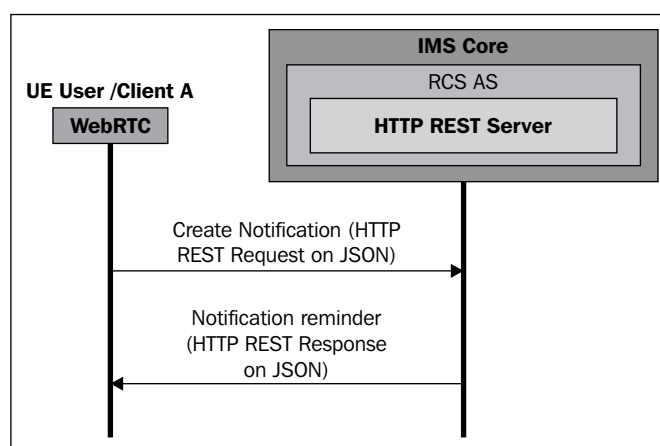 IMS Core
RCS AS
HTTP REST Server
UE User /Client A
WebRTC
Create Notification (HTTP
REST Request on JSON)
Notification reminder
(HTTP REST Response
on JSON)